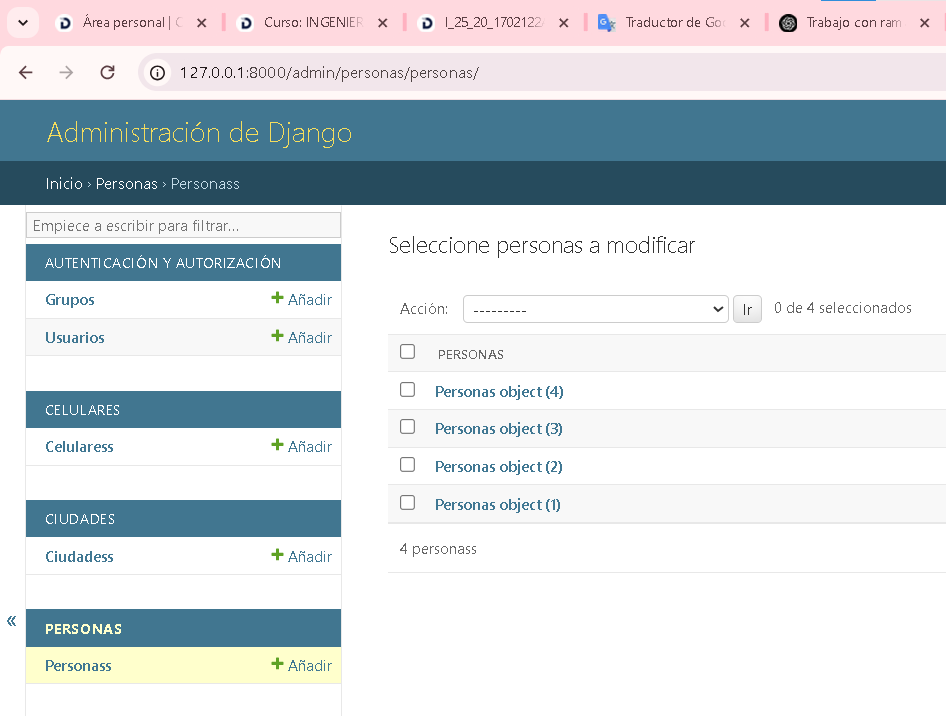 Área personal | C
Curso: INGENIER
I_25_20_1702122
Traductor de Go
Trabajo con ram
127.0.0.1:8000/admin/personas/personas/
Administración de Django
Inicio › Personas › Personass
Empiece a escribir para filtrar...
AUTENTICACIÓN Y AUTORIZACIÓN
Grupos
Añadir
Usuarios
Añadir
CELULARES
Celularess
Añadir
CIUDADES
Ciudadess
Añadir
«
PERSONAS
Personass
Añadir
Seleccione personas a modificar
Acción: --------- Ir 0 de 4 seleccionados
PERSONAS
Personas object (4)
Personas object (3)
Personas object (2)
Personas object (1)
4 personass